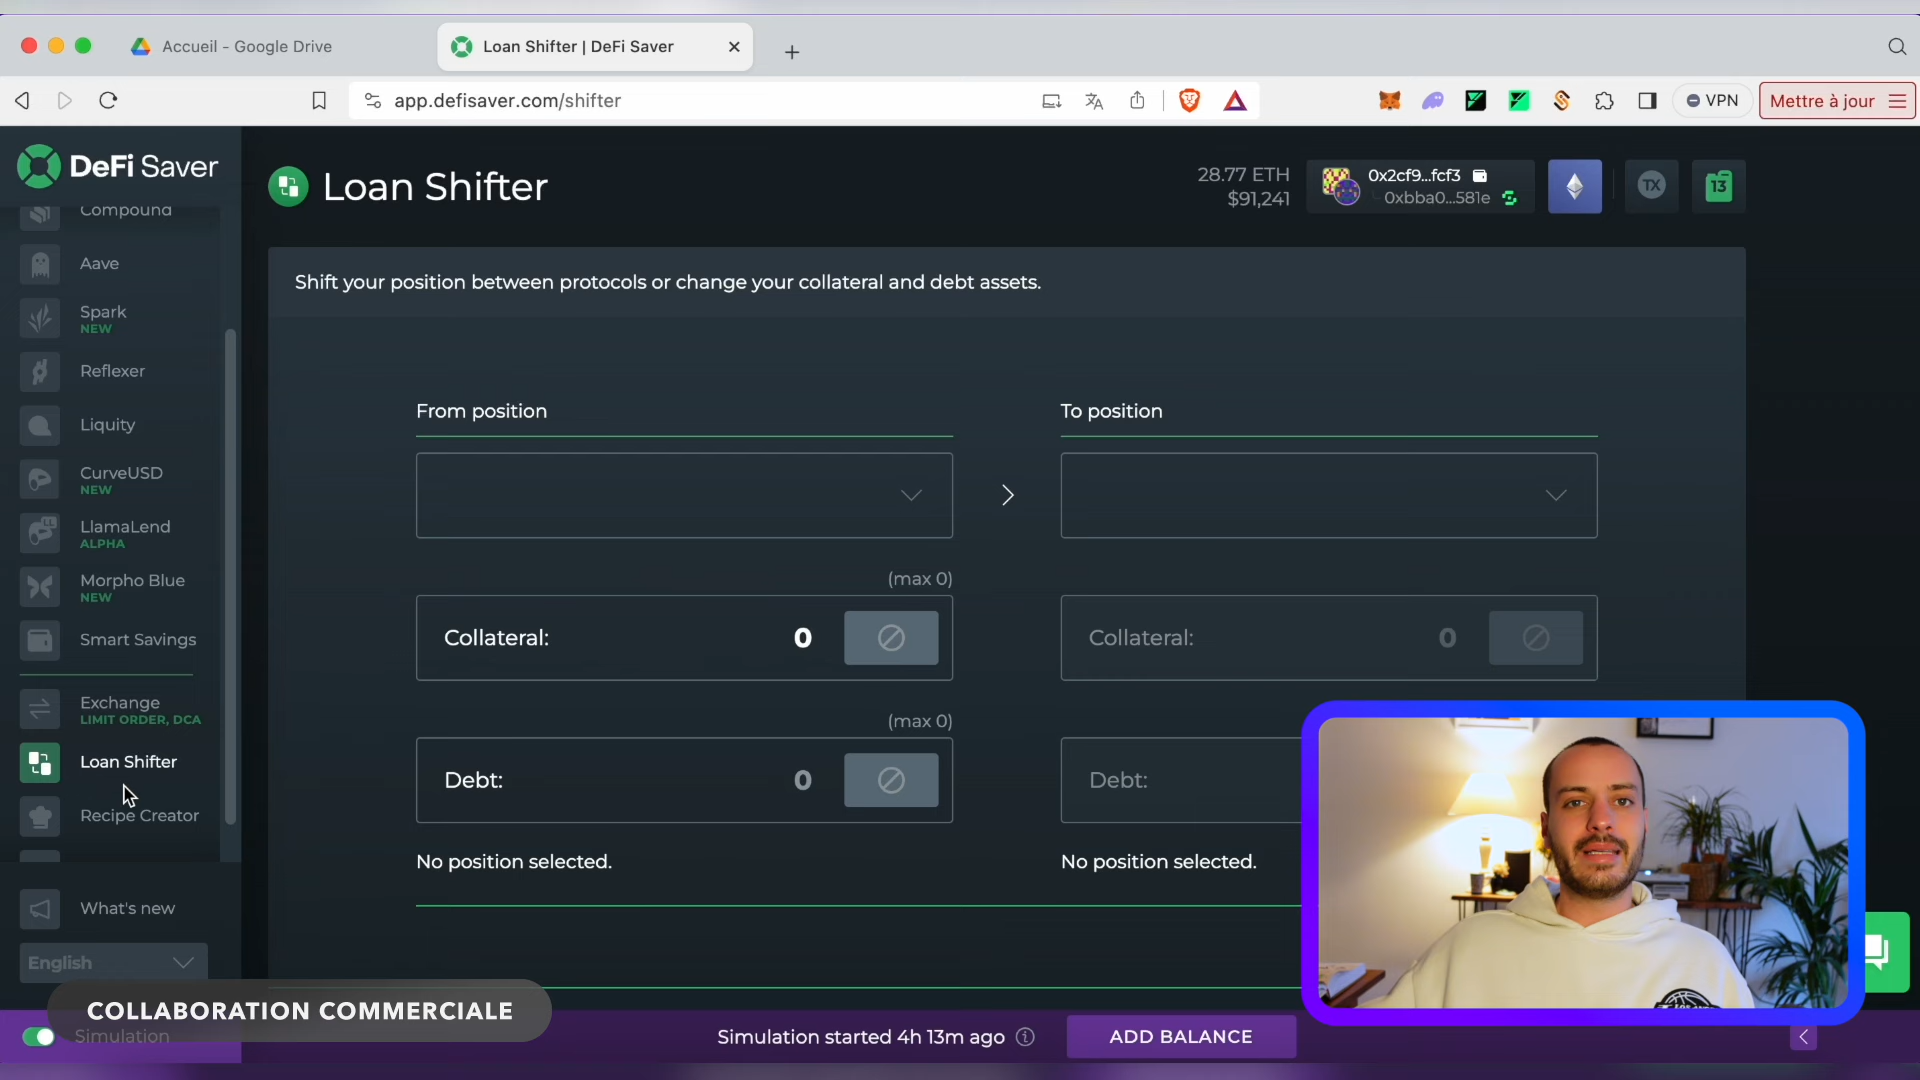 Accueil - Google Drive
Loan Shifter | DeFi Saver
app.defisaver.com/shifter
VPN
Mettre à jour
DeFi Saver
Compound
Aave
Spark
NEW
Reflexer
Liquity
CurveUSD
NEW
LlamaLend
ALPHA
Morpho Blue
NEW
Smart Savings
Exchange
LIMIT ORDER, DCA
Loan Shifter
Recipe Creator
What's new
English
COLLABORATION COMMERCIALE
Simulation
Loan Shifter
28.77 ETH
$91,241
0x2cf9...fcf3
0xbba0...581e
TX
13
Shift your position between protocols or change your collateral and debt assets.
From position
(max 0)
Collateral:
0
(max 0)
Debt:
0
No position selected.
To position
Collateral:
0
Debt:
No position selected.
Simulation started 4h 13m ago
ADD BALANCE